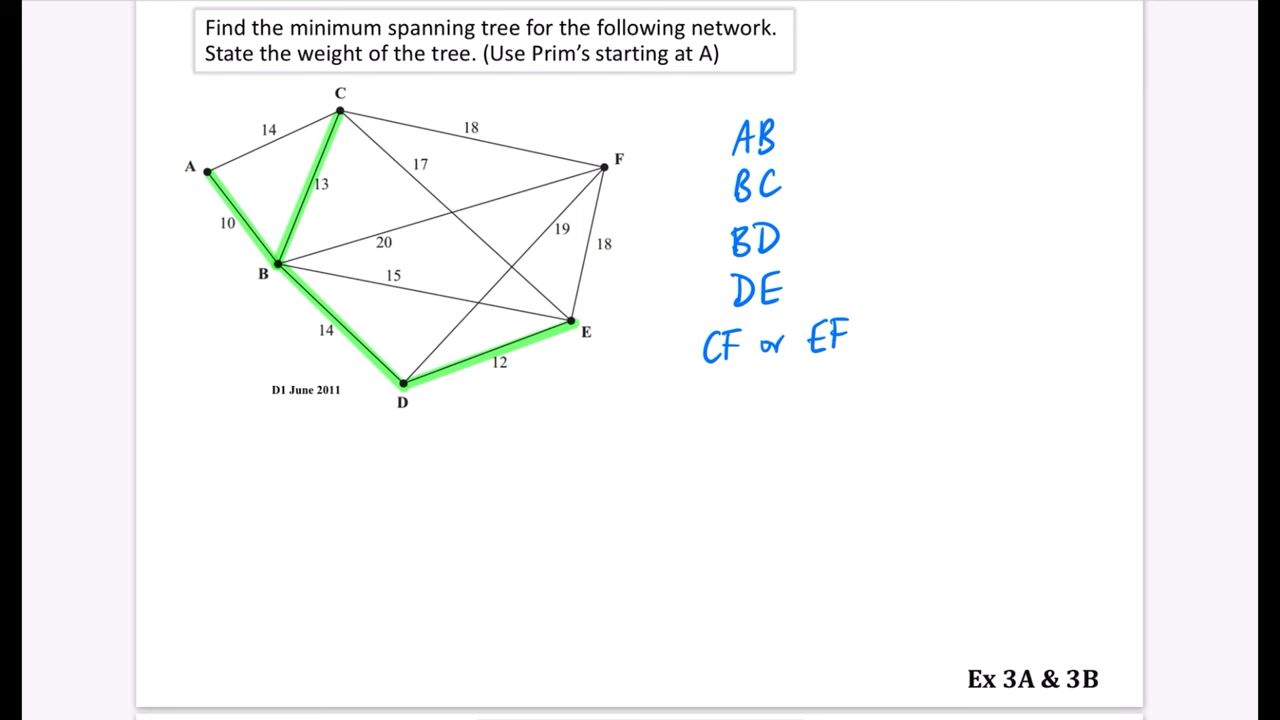 Find the minimum spanning tree for the following network.
State the weight of the tree. (Use Prim's starting at A)
C
14
18
A
F
17
13
10
20
19
18
B
15
14
E
12
D1 June 2011
D
AB
BC
BD
DE
CF or EF
Ex 3A & 3B